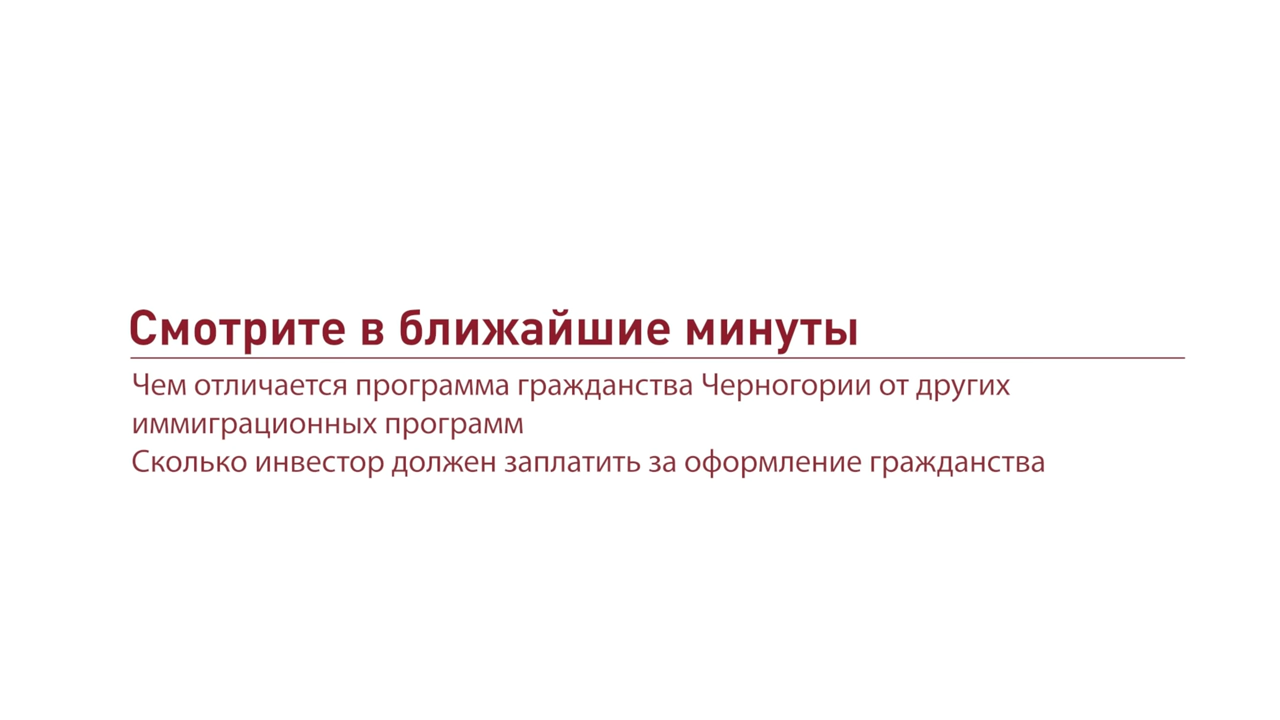 Смотрите в ближайшие минуты
Чем отличается программа гражданства Черногории от других
иммиграционных программ
Сколько инвестор должен заплатить за оформление гражданства